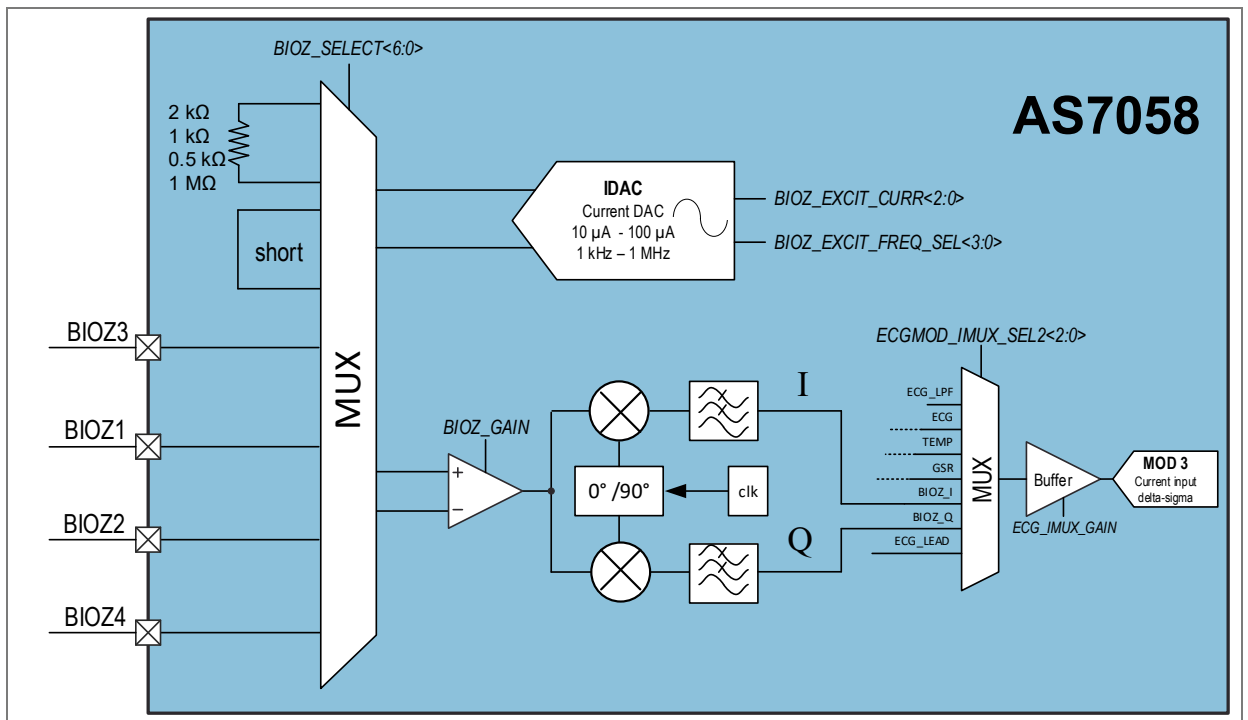 BIOZ_SELECT<6:0>
AS7058
2 kΩ
1 kΩ
0.5 kΩ
1 MΩ
short
IDAC
Current DAC
10 µA - 100 µA
1 kHz – 1 MHz
BIOZ_EXCIT_CURR<2:0>
BIOZ_EXCIT_FREQ_SEL<3:0>
BIOZ3
BIOZ1
BIOZ2
BIOZ4
MUX
BIOZ_GAIN
+
−
0° /90°
clk
I
Q
ECGMOD_IMUX_SEL2<2:0>
ECG_LPF
ECG
TEMP
GSR
BIOZ_I
BIOZ_Q
ECG_LEAD
MUX
Buffer
ECG_IMUX_GAIN
MOD 3
Current input
delta-sigma